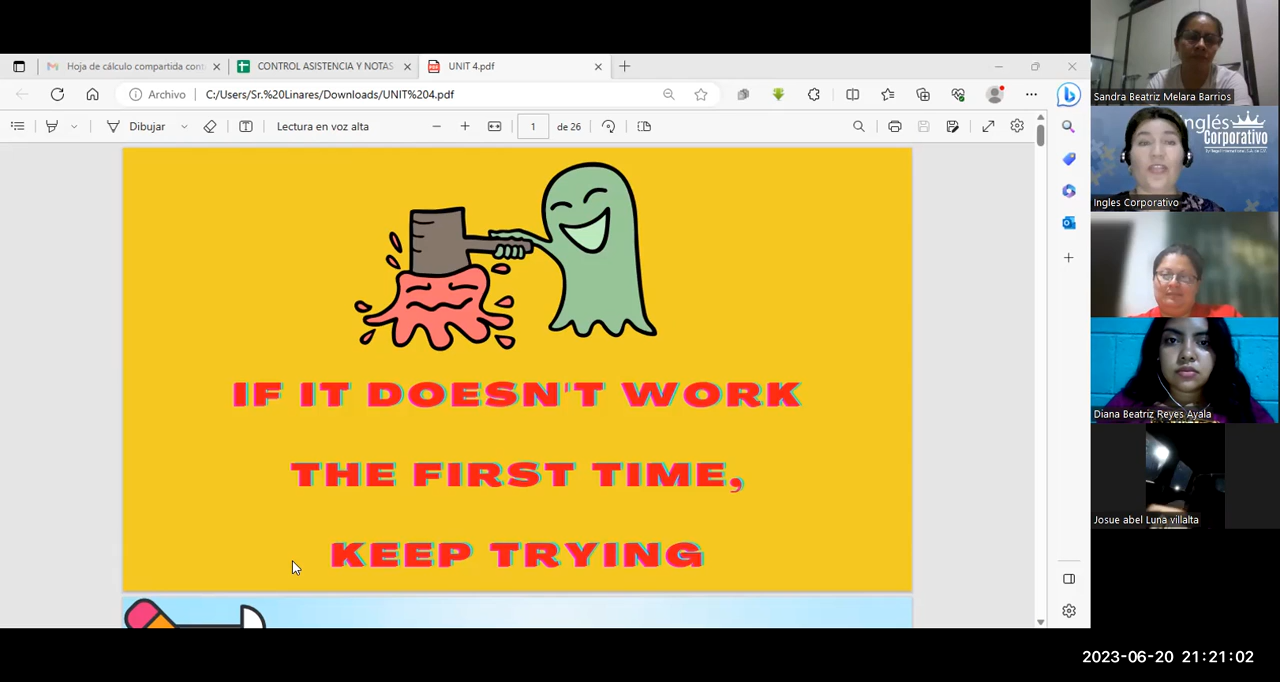 Hoja de cálculo compartida cont
CONTROL ASISTENCIA Y NOTAS
UNIT 4.pdf
Archivo
C:/Users/Sr.%20Linares/Downloads/UNIT%204.pdf
Dibujar
Lectura en voz alta
1
de 26
IF IT DOESN'T WORK
THE FIRST TIME,
KEEP TRYING
Sandra Beatriz Melara Barrios
Inglés
Corporativo
Ingles Corporativo
Diana Beatriz Reyes Ayala
Josue abel Luna villalta
2023-06-20 21:21:02